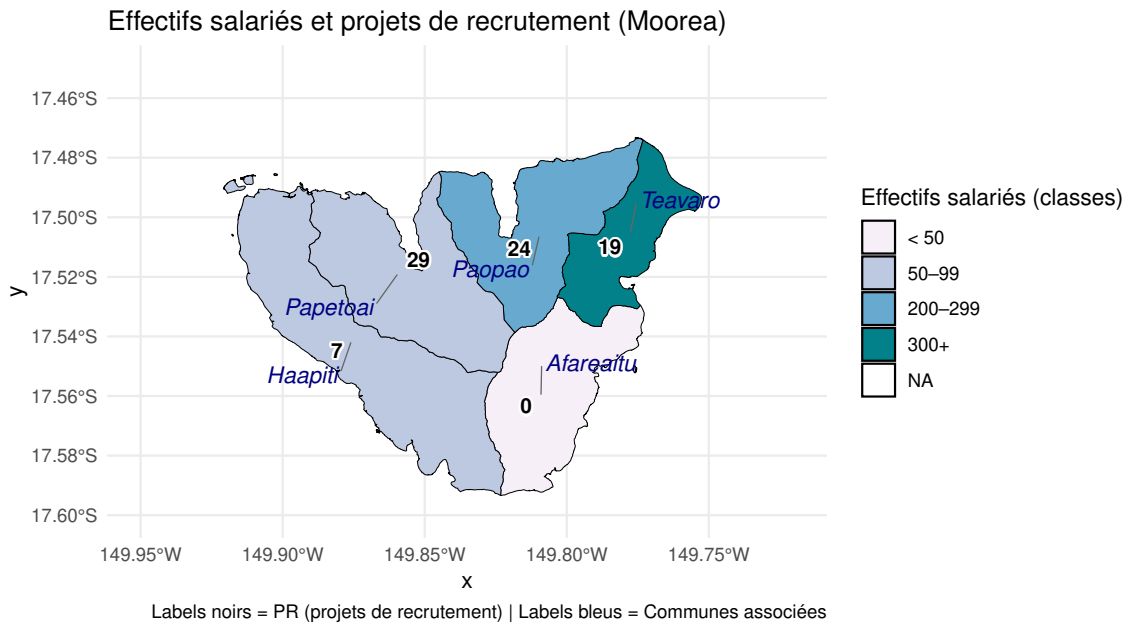 Effectifs salariés et projets de recrutement (Moorea)
17.46°S
17.48°S
17.50°S
17.52°S
17.54°S
17.56°S
17.58°S
17.60°S
y
Teavaro
29
24
19
Paopao
Papetoai
7
Haapiti
Afareaitu
0
149.95°W
149.90°W
149.85°W
149.80°W
149.75°W
x
Effectifs salariés (classes)
< 50
50–99
200–299
300+
NA
Labels noirs = PR (projets de recrutement) | Labels bleus = Communes associées